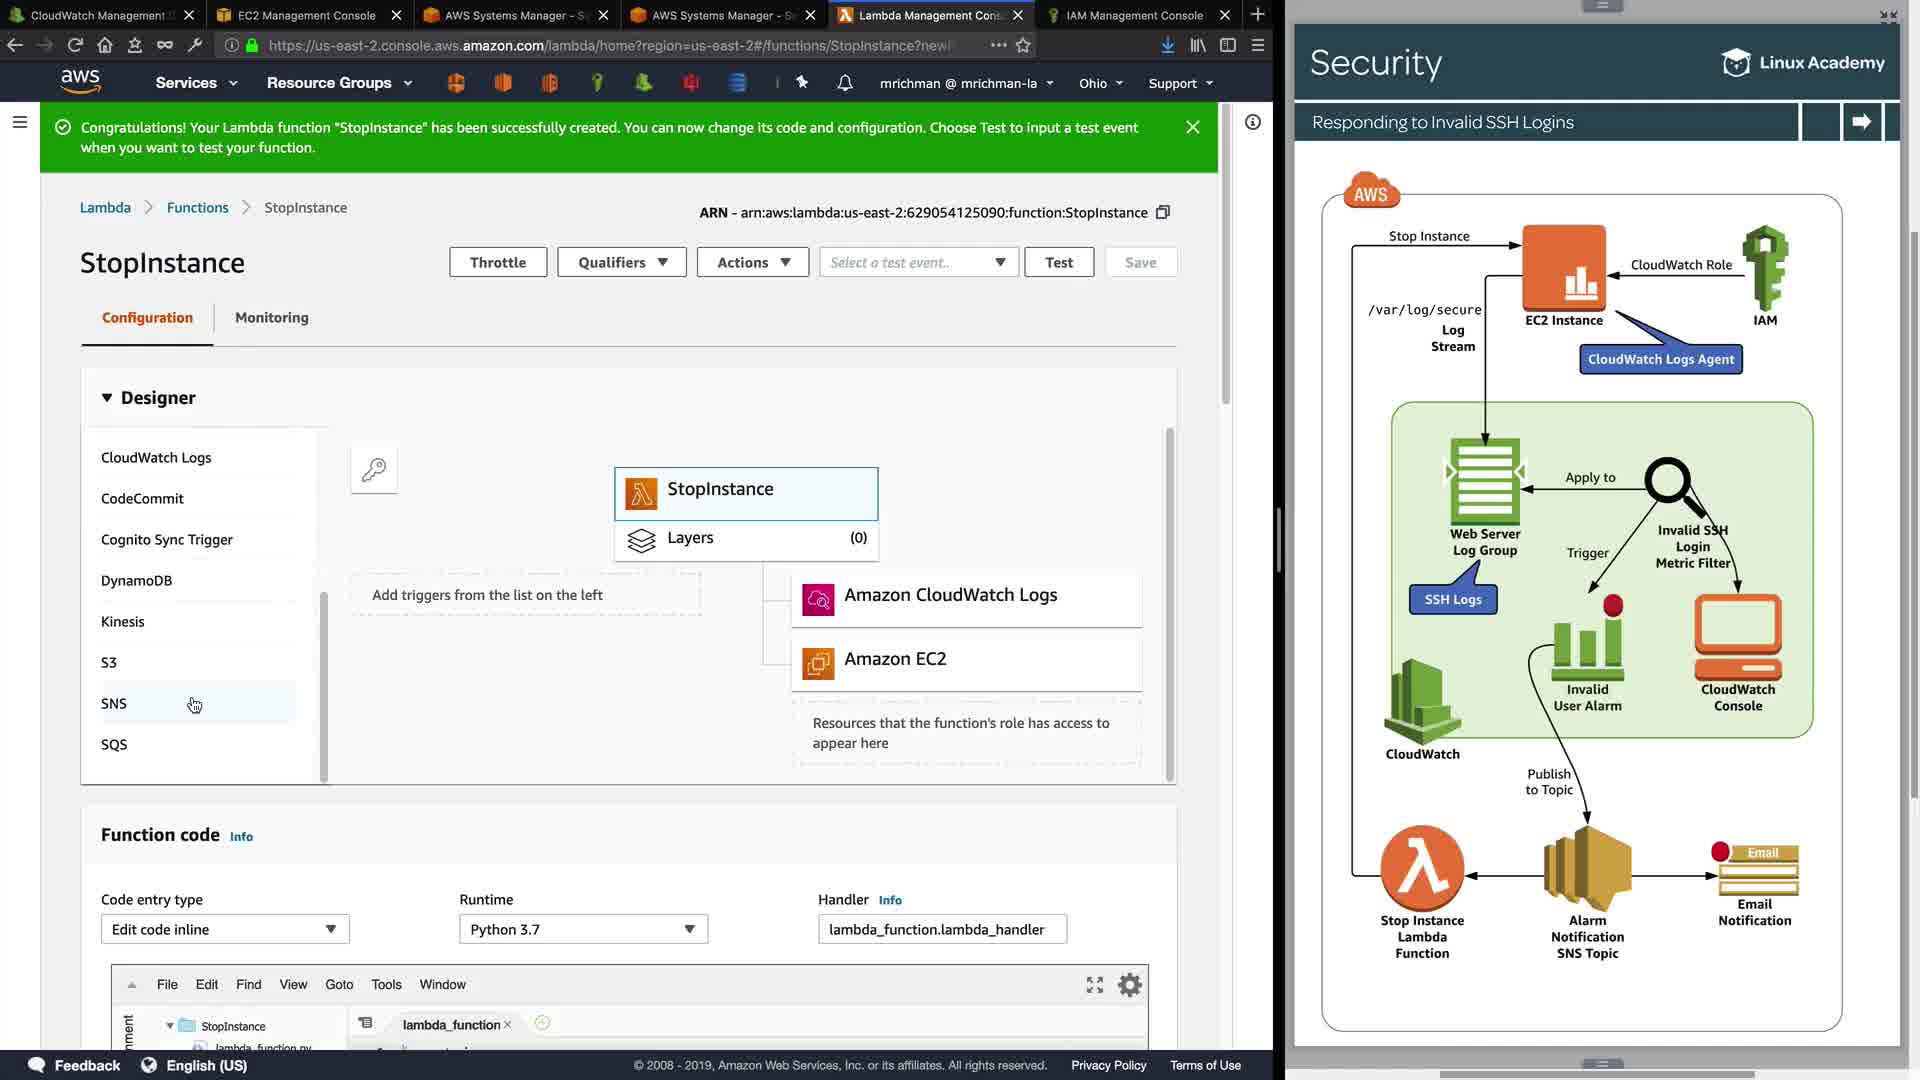 CloudWatch Management
EC2 Management Console
AWS Systems Manager - S
AWS Systems Manager - S
Lambda Management Cons
IAM Management Console
https://us-east-2.console.aws.amazon.com/lambda/home?region=us-east-2#/functions/StopInstance?newF
aws
Services
Resource Groups
mrichman @ mrichman-la
Ohio
Support
Congratulations! Your Lambda function "StopInstance" has been successfully created. You can now change its code and configuration. Choose Test to input a test event
when you want to test your function.
Lambda
Functions
StopInstance
ARN - arn:aws:lambda:us-east-2:629054125090:function:StopInstance
StopInstance
Throttle
Qualifiers
Actions
Select a test event..
Test
Save
Configuration
Monitoring
Designer
CloudWatch Logs
CodeCommit
Cognito Sync Trigger
DynamoDB
Kinesis
S3
SNS
SQS
StopInstance
Layers
(0)
Add triggers from the list on the left
Amazon CloudWatch Logs
Amazon EC2
Resources that the function's role has access to
appear here
Function code
Info
Code entry type
Runtime
Handler
Info
Edit code inline
Python 3.7
lambda_function.lambda_handler
File
Edit
Find
View
Goto
Tools
Window
StopInstance
lambda_function.py
lambda_function
Feedback
English (US)
© 2008 - 2019, Amazon Web Services, Inc. or its affiliates. All rights reserved.
Privacy Policy
Terms of Use
Security
Linux Academy
Responding to Invalid SSH Logins
AWS
Stop Instance
CloudWatch Role
/var/log/secure
Log
Stream
EC2 Instance
IAM
CloudWatch Logs Agent
Apply to
Web Server
Log Group
Invalid SSH
Login
Metric Filter
Trigger
SSH Logs
Invalid
User Alarm
CloudWatch
Console
CloudWatch
Publish
to Topic
Email
Stop Instance
Lambda
Function
Alarm
Notification
SNS Topic
Email
Notification